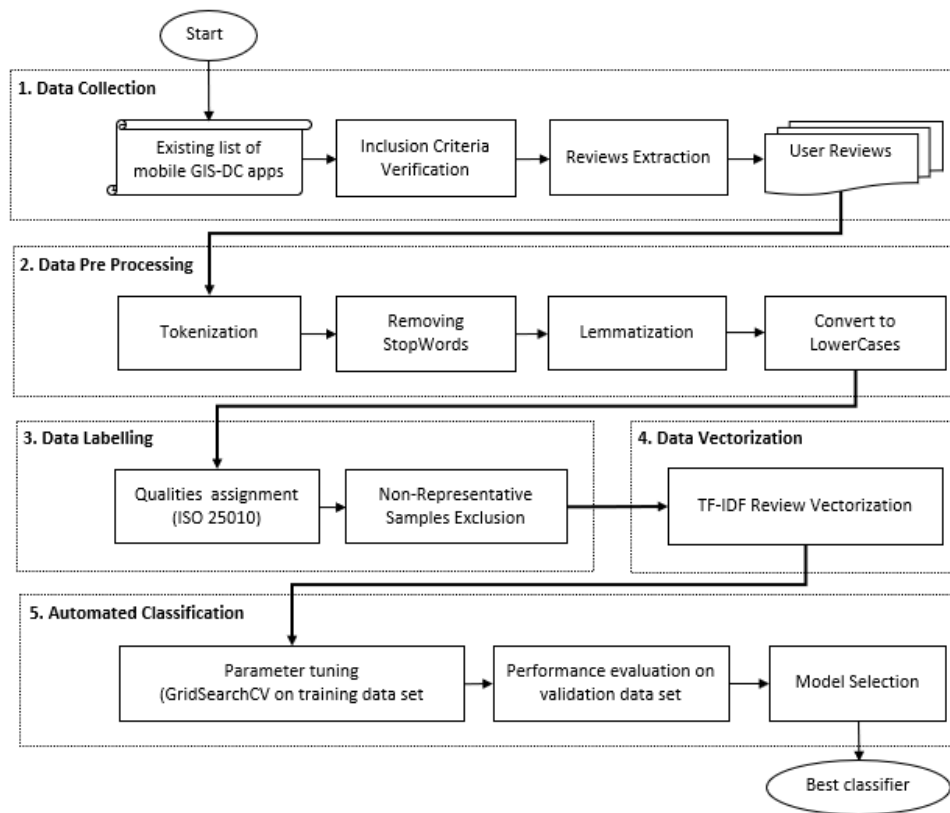 Start
1. Data Collection
Existing list of
mobile GIS-DC apps
Inclusion Criteria
Verification
Reviews Extraction
User Reviews
2. Data Pre Processing
Tokenization
Removing
StopWords
Lemmatization
Convert to
LowerCases
3. Data Labelling
Qualities assignment
(ISO 25010)
Non-Representative
Samples Exclusion
4. Data Vectorization
TF-IDF Review Vectorization
5. Automated Classification
Parameter tuning
(GridSearchCV on training data set
Performance evaluation on
validation data set
Model Selection
Best classifier